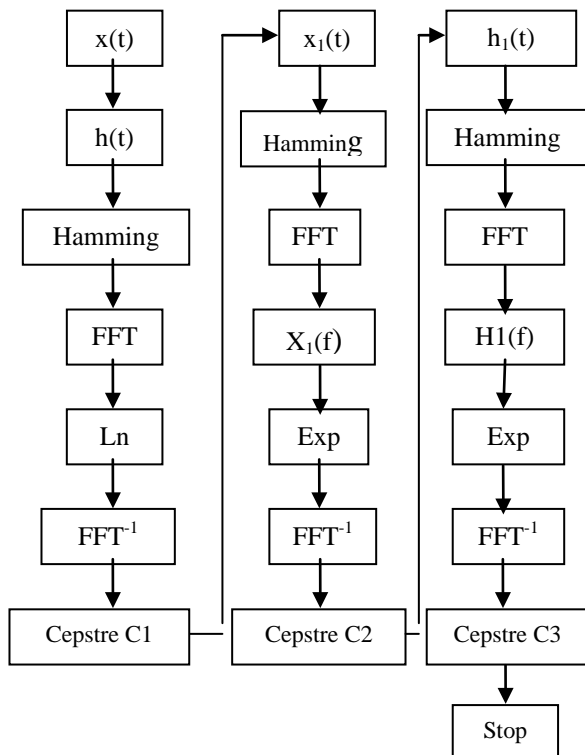 x(t)
h(t)
Hamming
FFT
Ln
FFT⁻¹
Cepstre C1
x₁(t)
Hamming
FFT
X₁(f)
Exp
FFT⁻¹
Cepstre C2
h₁(t)
Hamming
FFT
H1(f)
Exp
FFT⁻¹
Cepstre C3
Stop